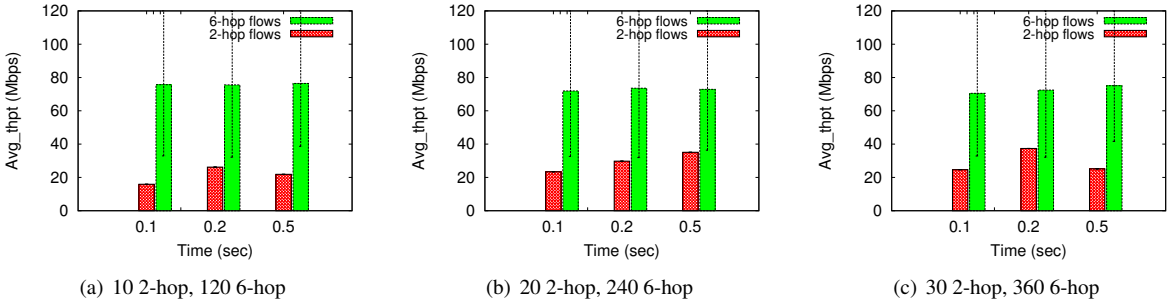 120
100
80
60
40
20
0
Avg_thpt (Mbps)
6-hop flows
2-hop flows
0.1 0.2 0.5
Time (sec)
(a) 10 2-hop, 120 6-hop
120
100
80
60
40
20
0
Avg_thpt (Mbps)
6-hop flows
2-hop flows
0.1 0.2 0.5
Time (sec)
(b) 20 2-hop, 240 6-hop
120
100
80
60
40
20
0
Avg_thpt (Mbps)
6-hop flows
2-hop flows
0.1 0.2 0.5
Time (sec)
(c) 30 2-hop, 360 6-hop